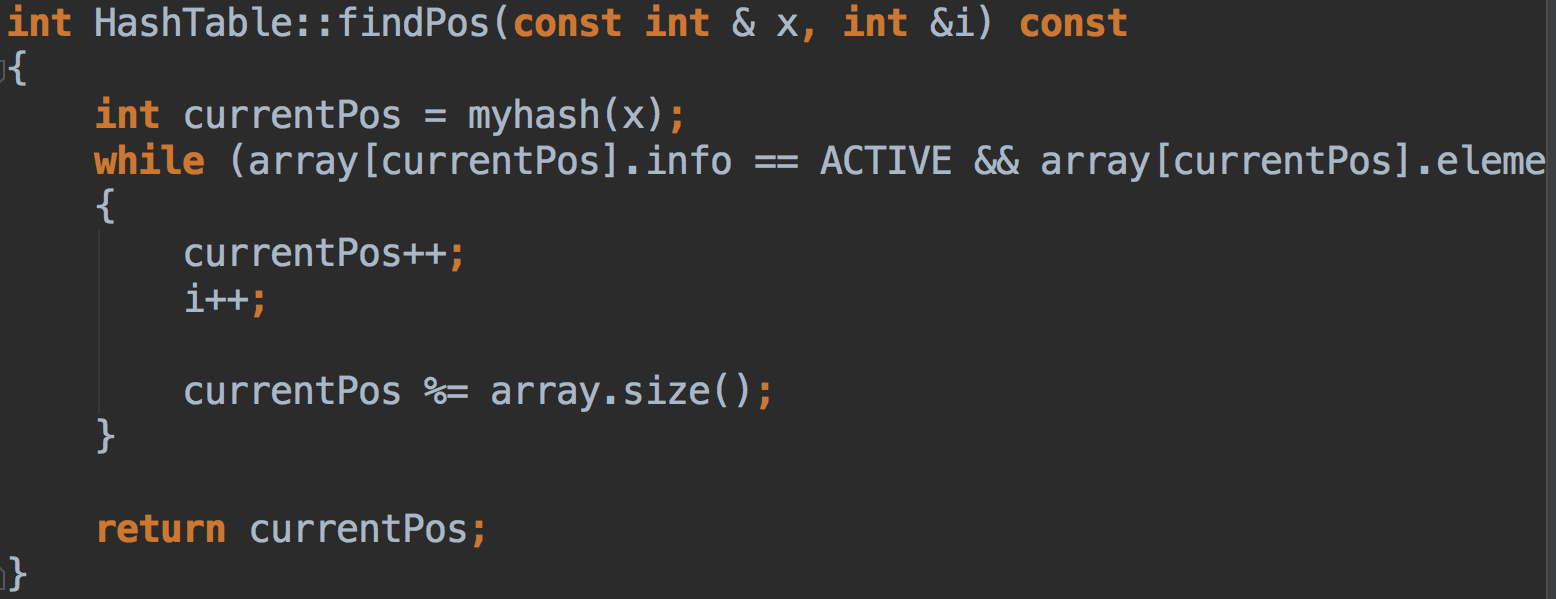 int HashTable::findPos(const int & x, int &i) const
{
    int currentPos = myhash(x);
    while (array[currentPos].info == ACTIVE && array[currentPos].eleme
    {
        currentPos++;
        i++;

        currentPos %= array.size();
    }

    return currentPos;
}